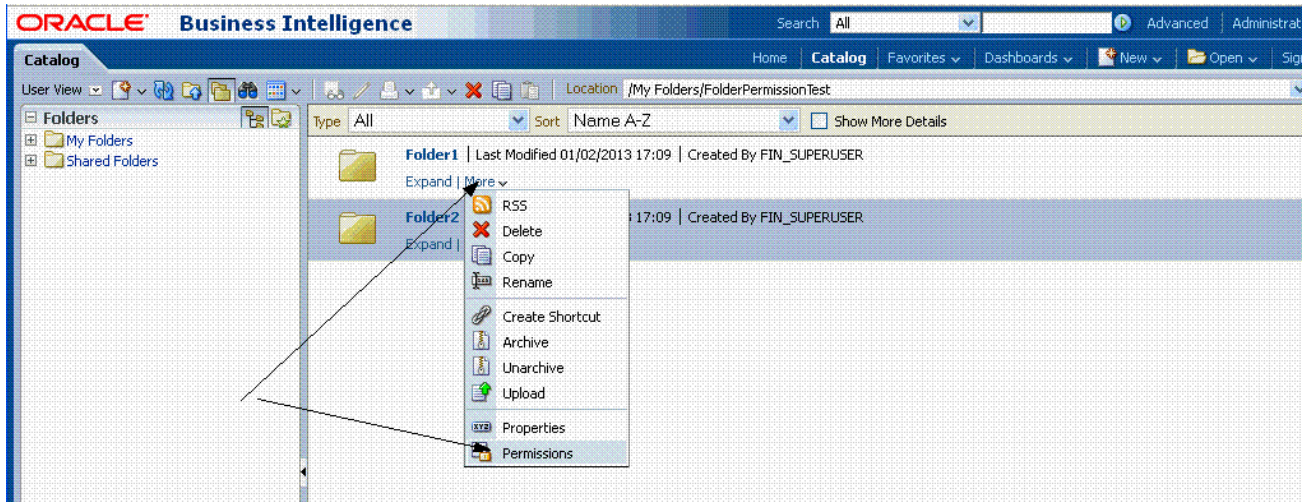 ORACLE Business Intelligence Search All Advanced Administrat
Catalog Home Catalog Favorites Dashboards New Open Sig
User View Location /My Folders/FolderPermissionTest
Folders Type All Sort Name A-Z Show More Details
My Folders
Shared Folders
Folder1 | Last Modified 01/02/2013 17:09 | Created By FIN_SUPERUSER
Expand | More
RSS
Folder2 17:09 | Created By FIN_SUPERUSER
Delete
Expand |
Copy
Rename
Create Shortcut
Archive
Unarchive
Upload
Properties
Permissions